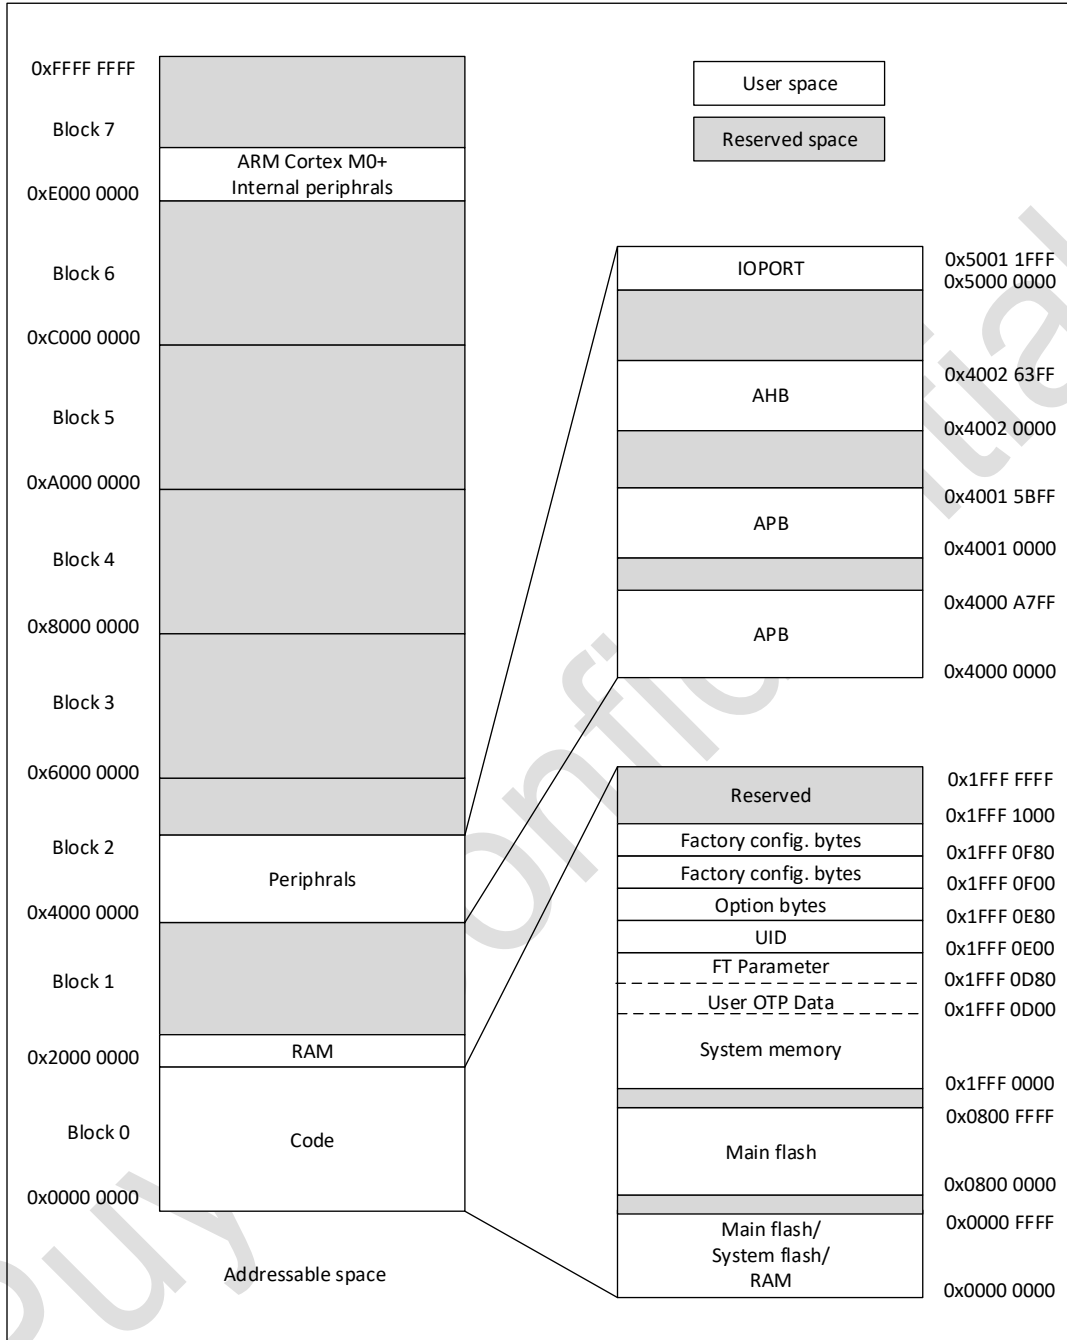 0xFFFF FFFF
Block 7
ARM Cortex M0+
Internal periphrals
0xE000 0000
Block 6
0xC000 0000
Block 5
0xA000 0000
Block 4
0x8000 0000
Block 3
0x6000 0000
Block 2
Periphrals
0x4000 0000
Block 1
RAM
0x2000 0000
Block 0
Code
0x0000 0000
Addressable space
User space
Reserved space
IOPORT
0x5001 1FFF
0x5000 0000
0x4002 63FF
AHB
0x4002 0000
0x4001 5BFF
APB
0x4001 0000
0x4000 A7FF
APB
0x4000 0000
0x1FFF FFFF
Reserved
0x1FFF 1000
Factory config. bytes
0x1FFF 0F80
Factory config. bytes
0x1FFF 0F00
Option bytes
0x1FFF 0E80
UID
0x1FFF 0E00
FT Parameter
0x1FFF 0D80
User OTP Data
0x1FFF 0D00
System memory
0x1FFF 0000
0x0800 FFFF
Main flash
0x0800 0000
0x0000 FFFF
Main flash/
System flash/
RAM
0x0000 0000